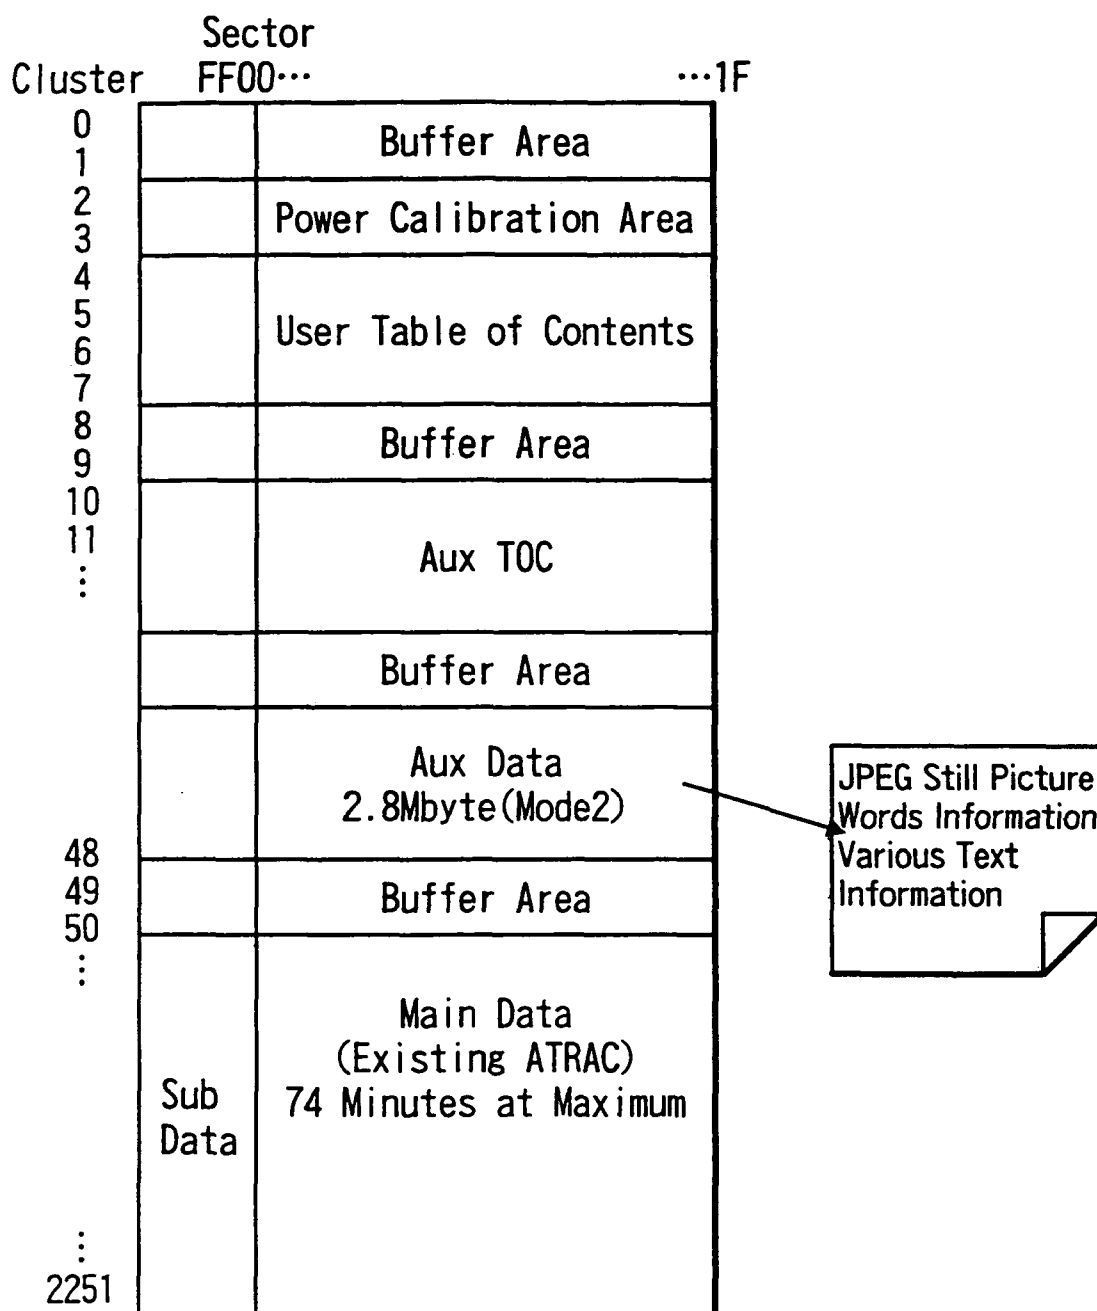 Sector
Cluster FF00··· ···1F
0
1
Buffer Area
2
3
Power Calibration Area
4
5
6
7
User Table of Contents
8
9
Buffer Area
10
11
⋮
Aux TOC
Buffer Area
Aux Data
2.8Mbyte(Mode2)
JPEG Still Picture
Words Information
Various Text
Information
48
49
50
Buffer Area
⋮
Main Data
(Existing ATRAC)
74 Minutes at Maximum
Sub
Data
⋮
2251